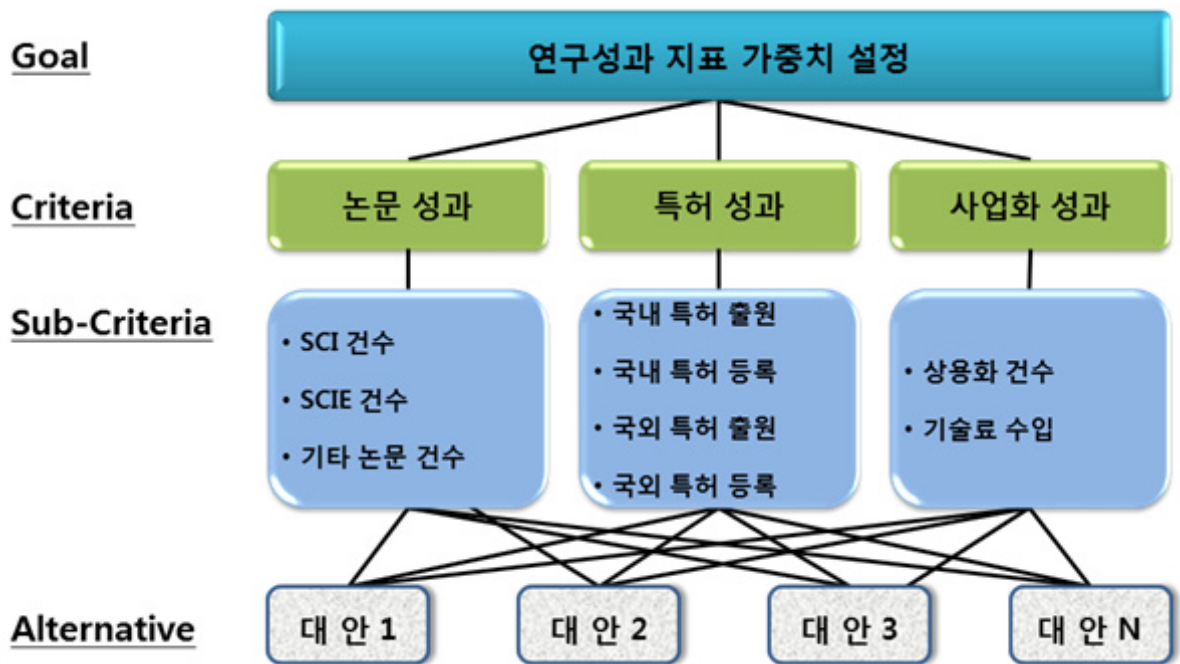 Goal
연구성과 지표 가중치 설정
Criteria
논문 성과
특허 성과
사업화 성과
Sub-Criteria
• SCI 건수
• SCIE 건수
• 기타 논문 건수
• 국내 특허 출원
• 국내 특허 등록
• 국외 특허 출원
• 국외 특허 등록
• 상용화 건수
• 기술료 수입
Alternative
대 안 1
대 안 2
대 안 3
대 안 N